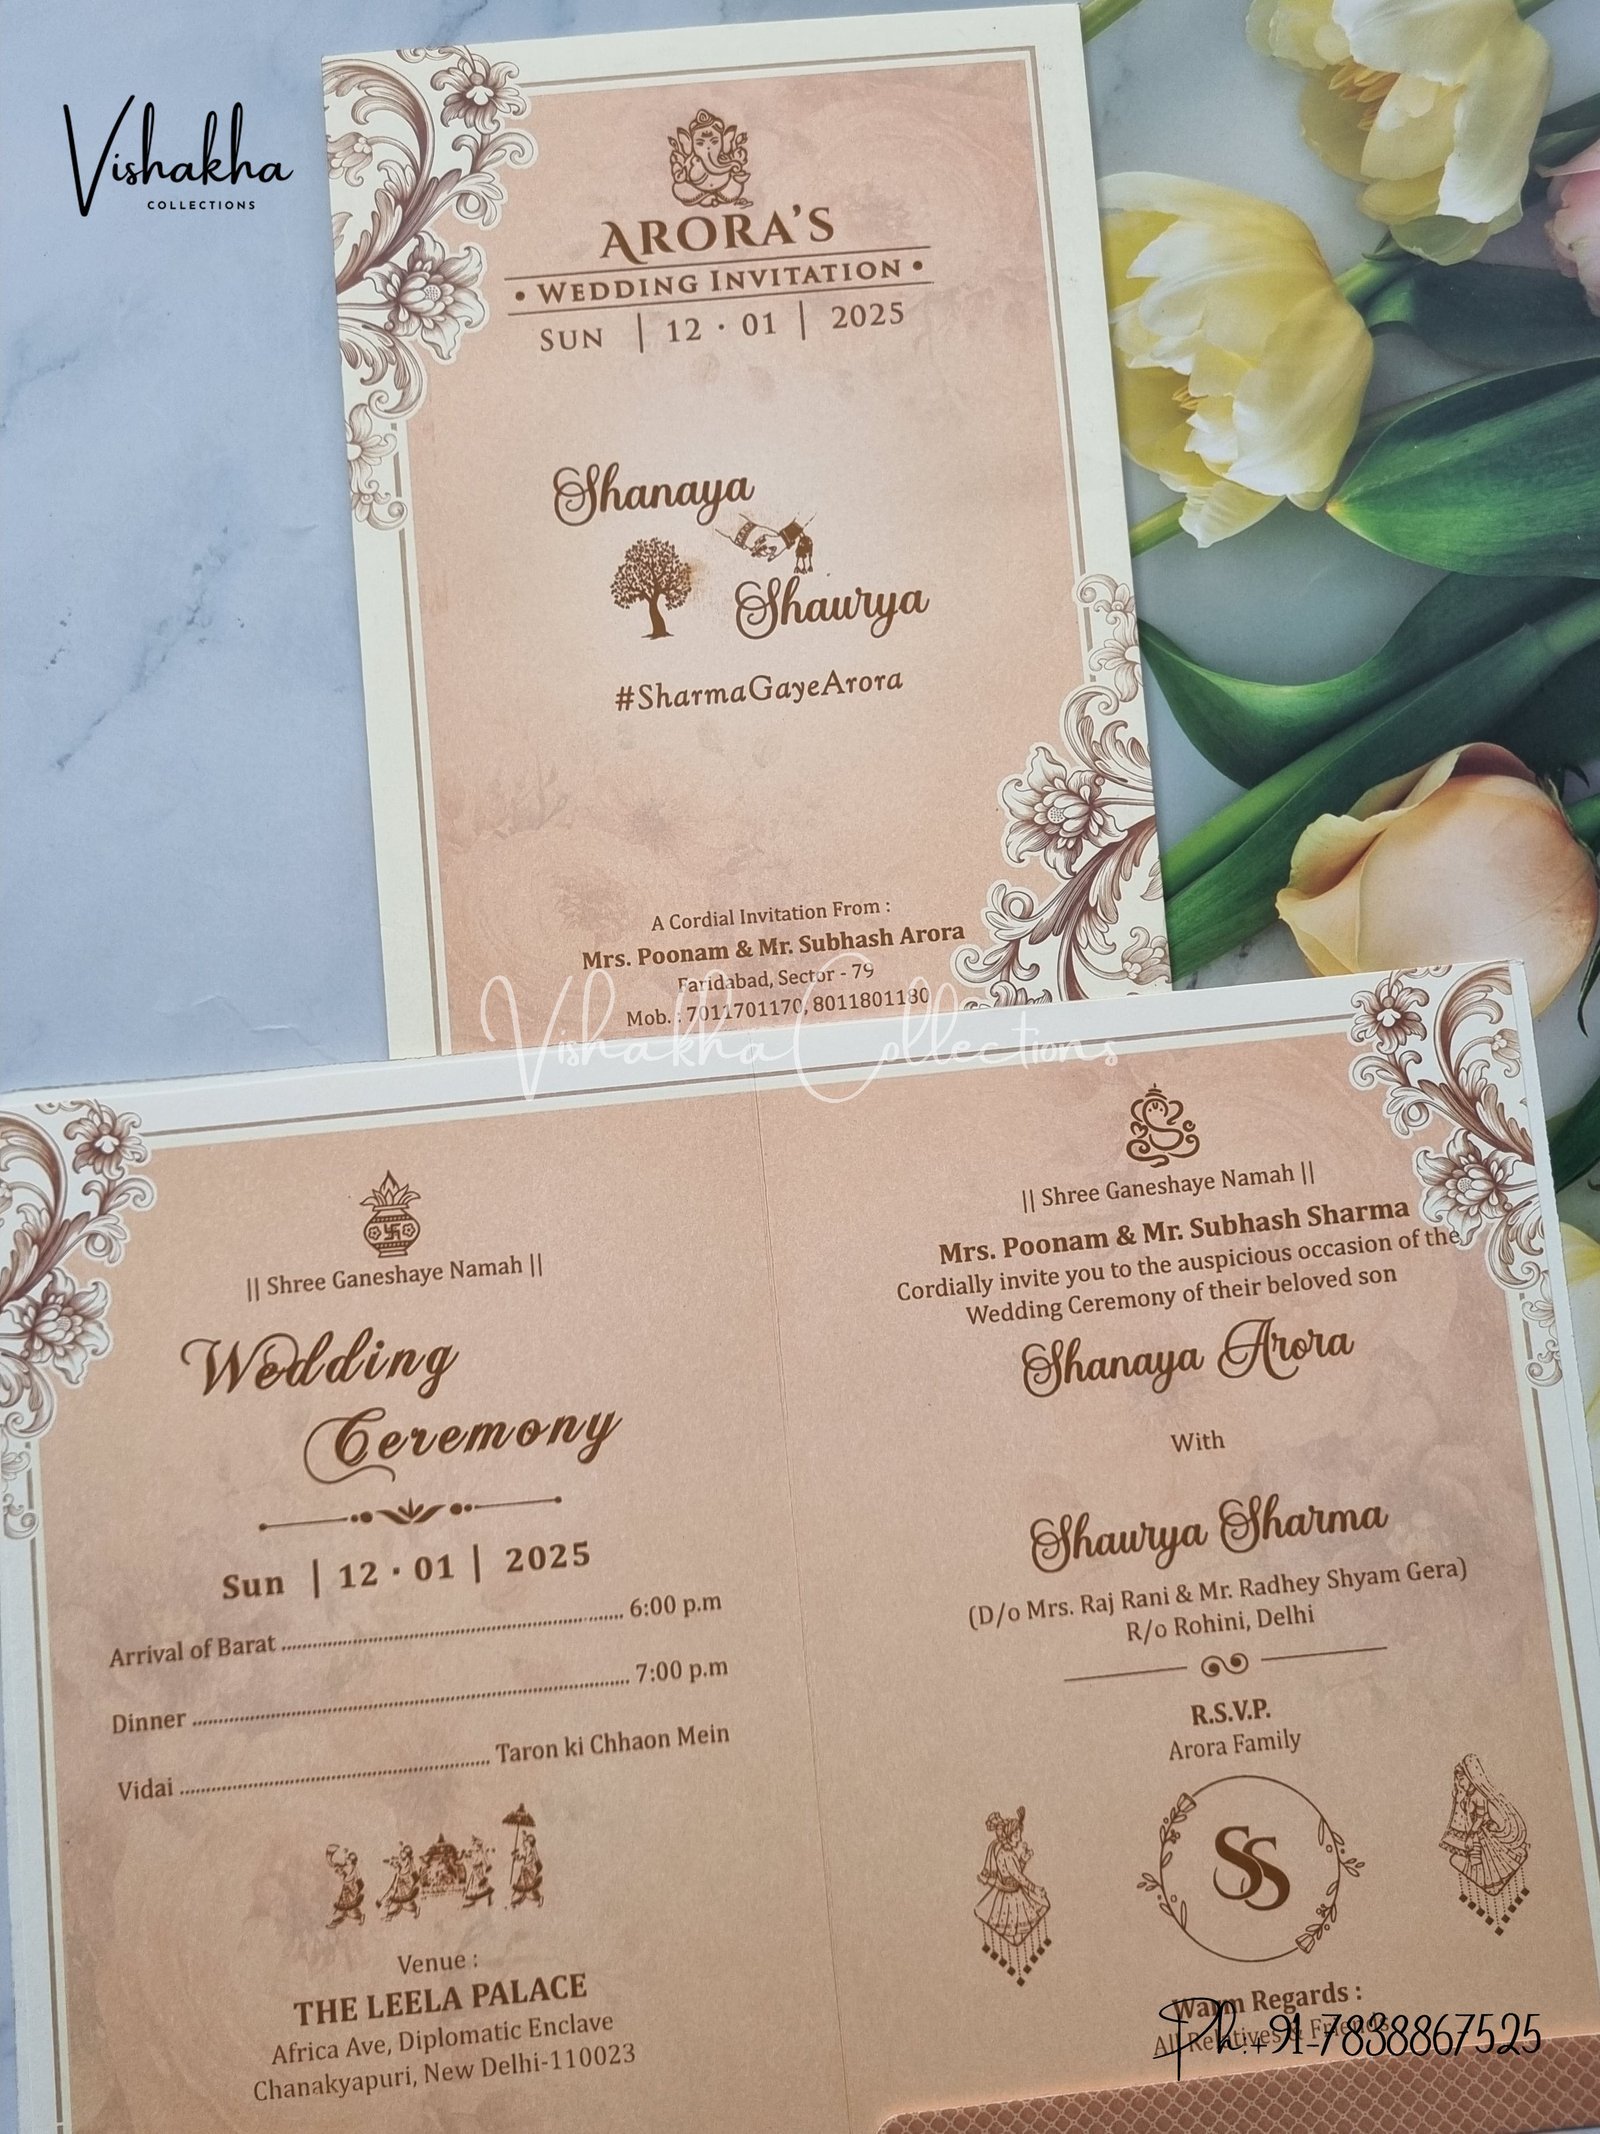 Vishakha
COLLECTIONS
ARORA'S
• WEDDING INVITATION •
SUN | 12 · 01 | 2025
Shanaya
Shaurya
#SharmaGayeArora
A Cordial Invitation From :
Mrs. Poonam & Mr. Subhash Arora
Faridabad, Sector - 79
Mob. : 7011701170, 8011801180
Vishakha Collections
|| Shree Ganeshaye Namah ||
Wedding
Ceremony
Sun | 12 · 01 | 2025
Arrival of Barat ........................ 6:00 p.m
Dinner ........................ 7:00 p.m
Vidai ........................ Taron ki Chhaon Mein
Venue :
THE LEELA PALACE
Africa Ave, Diplomatic Enclave
Chanakyapuri, New Delhi-110023
|| Shree Ganeshaye Namah ||
Mrs. Poonam & Mr. Subhash Sharma
Cordially invite you to the auspicious occasion of the
Wedding Ceremony of their beloved son
Shanaya Arora
With
Shaurya Sharma
(D/o Mrs. Raj Rani & Mr. Radhey Shyam Gera)
R/o Rohini, Delhi
R.S.V.P.
Arora Family
SS
Warm Regards :
All Relatives & Friends
Ph:+91-7838867525